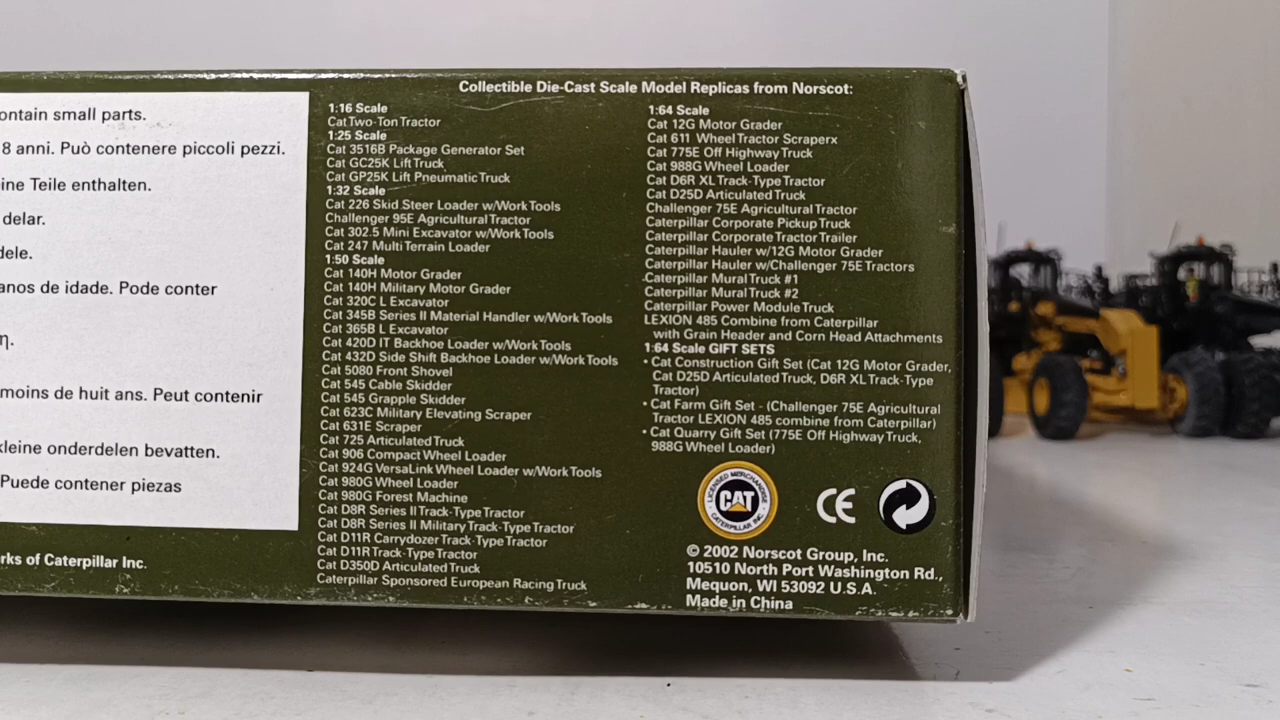 ontain small parts.
8 anni. Può contenere piccoli pezzi.
ine Teile enthalten.
delar.
dele.
anos de idade. Pode conter
η.
moins de huit ans. Peut contenir
kleine onderdelen bevatten.
Puede contener piezas
rks of Caterpillar Inc.
Collectible Die-Cast Scale Model Replicas from Norscot:
1:16 Scale
Cat Two-Ton Tractor
1:25 Scale
Cat 3516B Package Generator Set
Cat GC25K Lift Truck
Cat GP25K Lift Pneumatic Truck
1:32 Scale
Cat 226 Skid Steer Loader w/Work Tools
Challenger 95E Agricultural Tractor
Cat 302.5 Mini Excavator w/Work Tools
Cat 247 Multi Terrain Loader
1:50 Scale
Cat 140H Motor Grader
Cat 140H Military Motor Grader
Cat 320C L Excavator
Cat 345B Series II Material Handler w/Work Tools
Cat 365B L Excavator
Cat 420D IT Backhoe Loader w/Work Tools
Cat 432D Side Shift Backhoe Loader w/Work Tools
Cat 5080 Front Shovel
Cat 545 Cable Skidder
Cat 545 Grapple Skidder
Cat 623C Military Elevating Scraper
Cat 631E Scraper
Cat 725 Articulated Truck
Cat 906 Compact Wheel Loader
Cat 924G VersaLink Wheel Loader w/Work Tools
Cat 980G Wheel Loader
Cat 980G Forest Machine
Cat D8R Series II Track-Type Tractor
Cat D8R Series II Military Track-Type Tractor
Cat D11R Carrydozer Track-Type Tractor
Cat D11R Track-Type Tractor
Cat D350D Articulated Truck
Caterpillar Sponsored European Racing Truck
1:64 Scale
Cat 12G Motor Grader
Cat 611 Wheel Tractor Scraperx
Cat 775E Off Highway Truck
Cat 988G Wheel Loader
Cat D6R XL Track-Type Tractor
Cat D25D Articulated Truck
Challenger 75E Agricultural Tractor
Caterpillar Corporate Pickup Truck
Caterpillar Corporate Tractor Trailer
Caterpillar Hauler w/12G Motor Grader
Caterpillar Hauler w/Challenger 75E Tractors
Caterpillar Mural Truck #1
Caterpillar Mural Truck #2
Caterpillar Power Module Truck
LEXION 485 Combine from Caterpillar
with Grain Header and Corn Head Attachments
1:64 Scale GIFT SETS
• Cat Construction Gift Set (Cat 12G Motor Grader,
Cat D25D Articulated Truck, D6R XL Track-Type
Tractor)
• Cat Farm Gift Set - (Challenger 75E Agricultural
Tractor LEXION 485 combine from Caterpillar)
• Cat Quarry Gift Set (775E Off Highway Truck,
988G Wheel Loader)
LICENSED MERCHANDISE
CAT
CATERPILLAR INC.
CE
© 2002 Norscot Group, Inc.
10510 North Port Washington Rd.,
Mequon, WI 53092 U.S.A.
Made in China